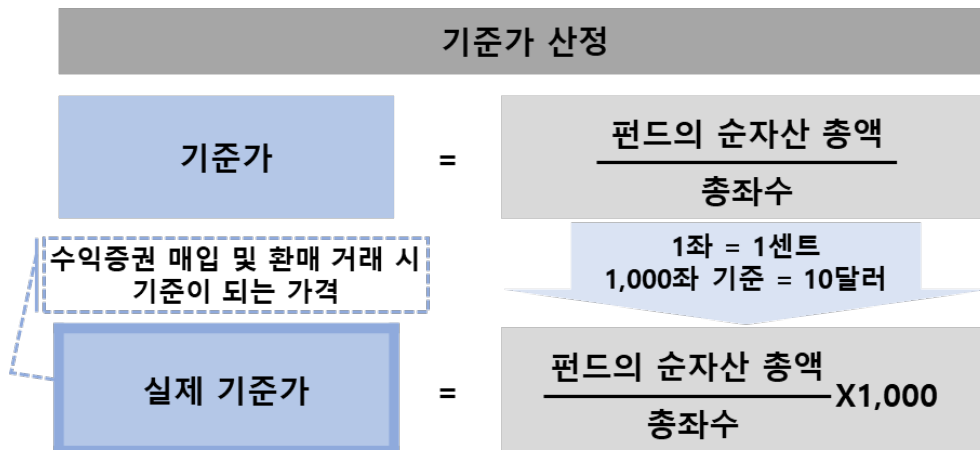 기준가 산정
기준가
=
펀드의 순자산 총액
총좌수
수익증권 매입 및 환매 거래 시
기준이 되는 가격
1좌 = 1센트
1,000좌 기준 = 10달러
실제 기준가
=
펀드의 순자산 총액
총좌수
X1,000